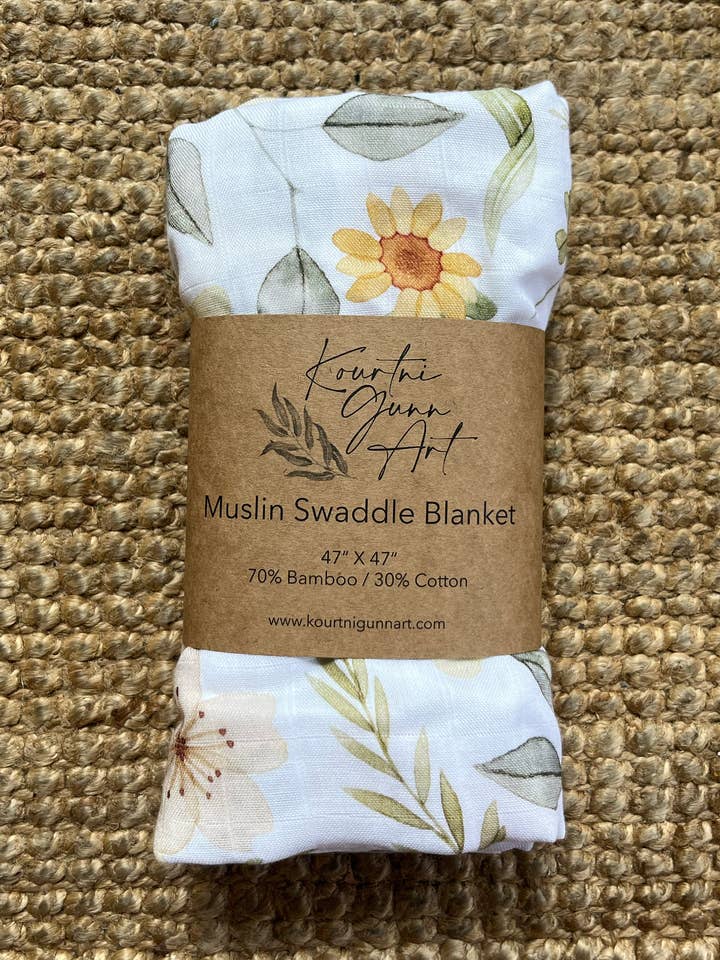 Kourtni
Gunn
Art
Muslin Swaddle Blanket
47" X 47"
70% Bamboo / 30% Cotton
www.kourtnigunnart.com